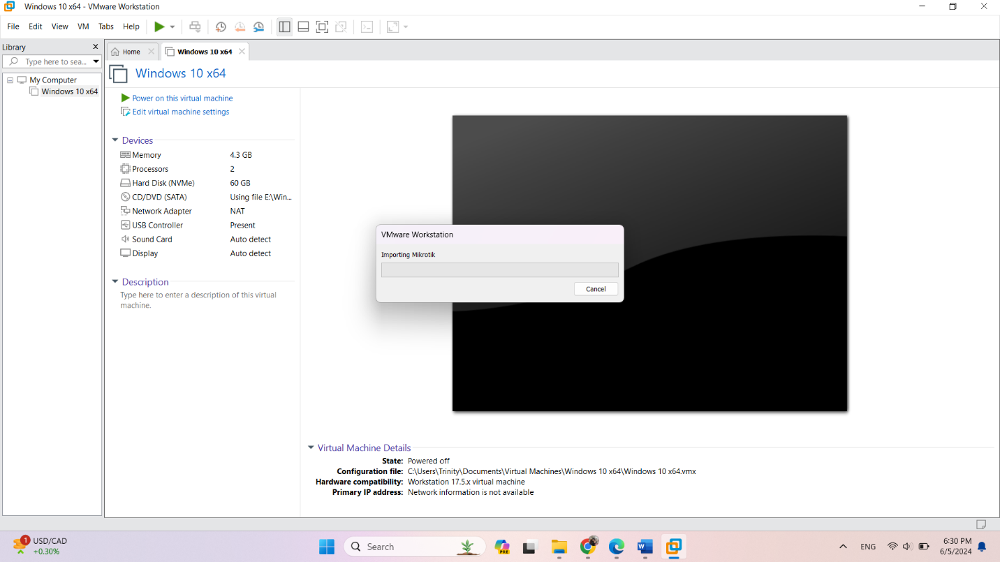 Windows 10 x64 - VMware Workstation
File Edit View VM Tabs Help
Library
Type here to sea...
My Computer
Windows 10 x64
Home
Windows 10 x64
Windows 10 x64
Power on this virtual machine
Edit virtual machine settings
Devices
Memory 4.3 GB
Processors 2
Hard Disk (NVMe) 60 GB
CD/DVD (SATA) Using file E:\Win...
Network Adapter NAT
USB Controller Present
Sound Card Auto detect
Display Auto detect
Description
Type here to enter a description of this virtual
machine.
VMware Workstation
Importing Mikrotik
Cancel
Virtual Machine Details
State: Powered off
Configuration file: C:\Users\Trinity\Documents\Virtual Machines\Windows 10 x64\Windows 10 x64.vmx
Hardware compatibility: Workstation 17.5.x virtual machine
Primary IP address: Network information is not available
1
USD/CAD
+0.30%
Search
PRE
ENG
6:30 PM
6/5/2024